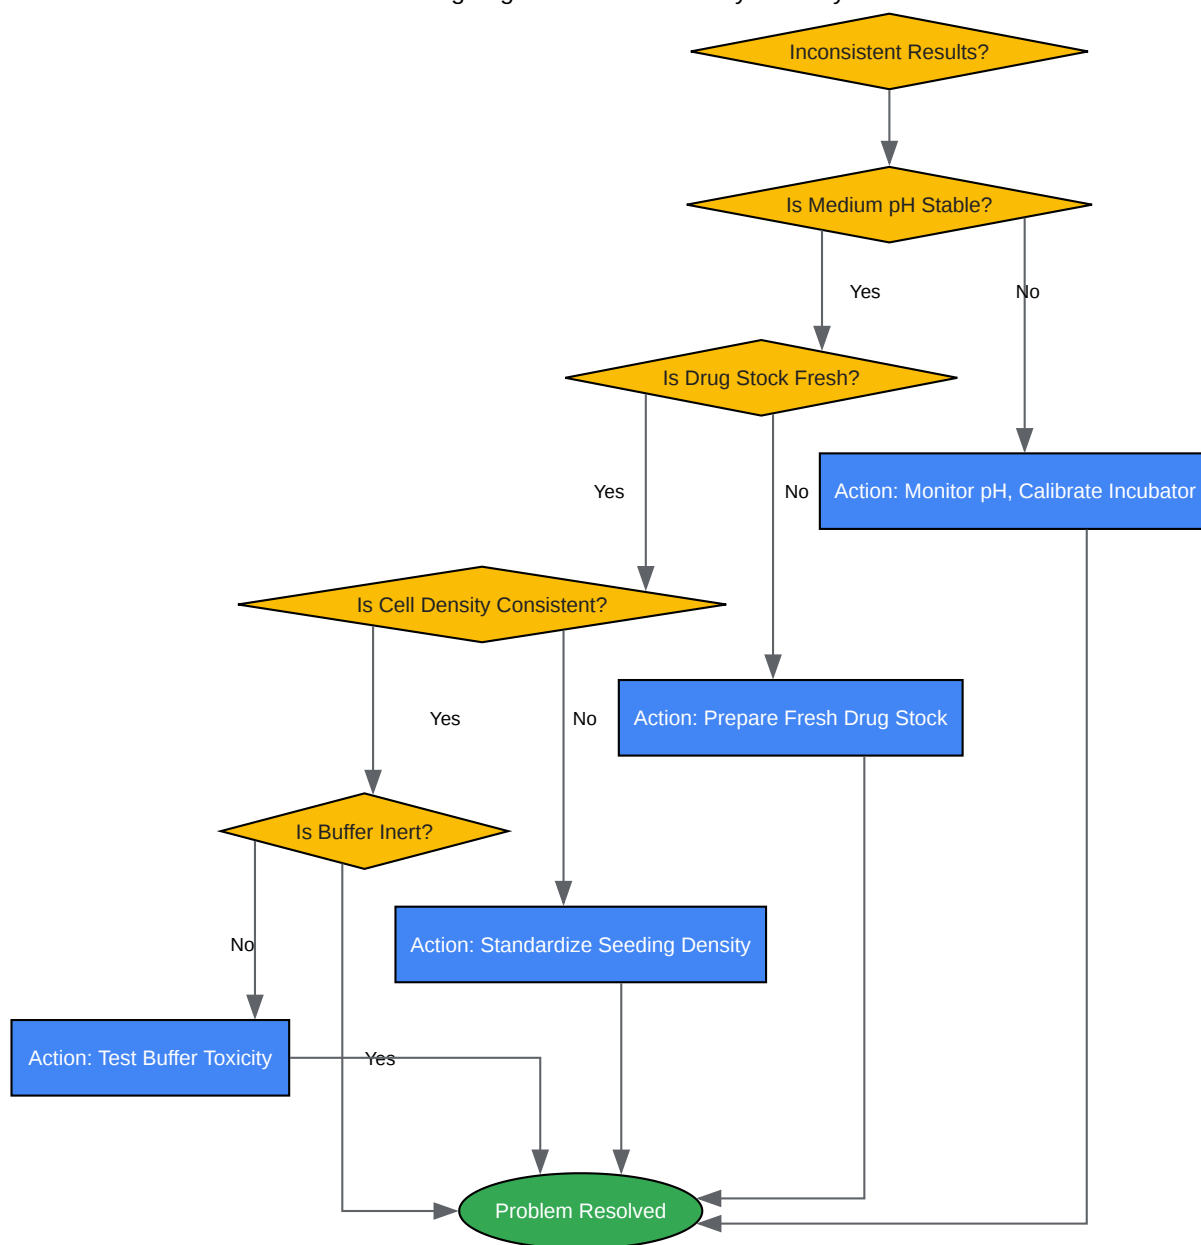 Inconsistent Results?
Is Medium pH Stable?
Yes
No
Is Drug Stock Fresh?
Yes
No
Action: Monitor pH, Calibrate Incubator
Is Cell Density Consistent?
Yes
No
Action: Prepare Fresh Drug Stock
Is Buffer Inert?
No
Action: Standardize Seeding Density
Action: Test Buffer Toxicity
Yes
Problem Resolved